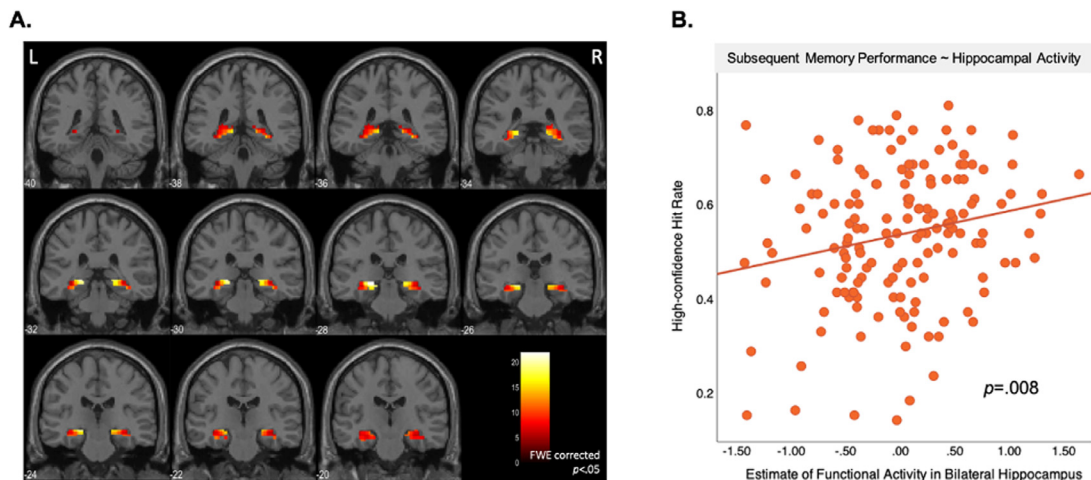 A.
B.
L
R
40
-38
-36
34
-32
-30
-28
-26
-24
-22
-20
20
15
10
5
0
FWE corrected
p<.05
Subsequent Memory Performance ~ Hippocampal Activity
High-confidence Hit Rate
0.8
0.6
0.4
0.2
p=.008
-1.50
-1.00
-.50
.00
.50
1.00
1.50
Estimate of Functional Activity in Bilateral Hippocampus